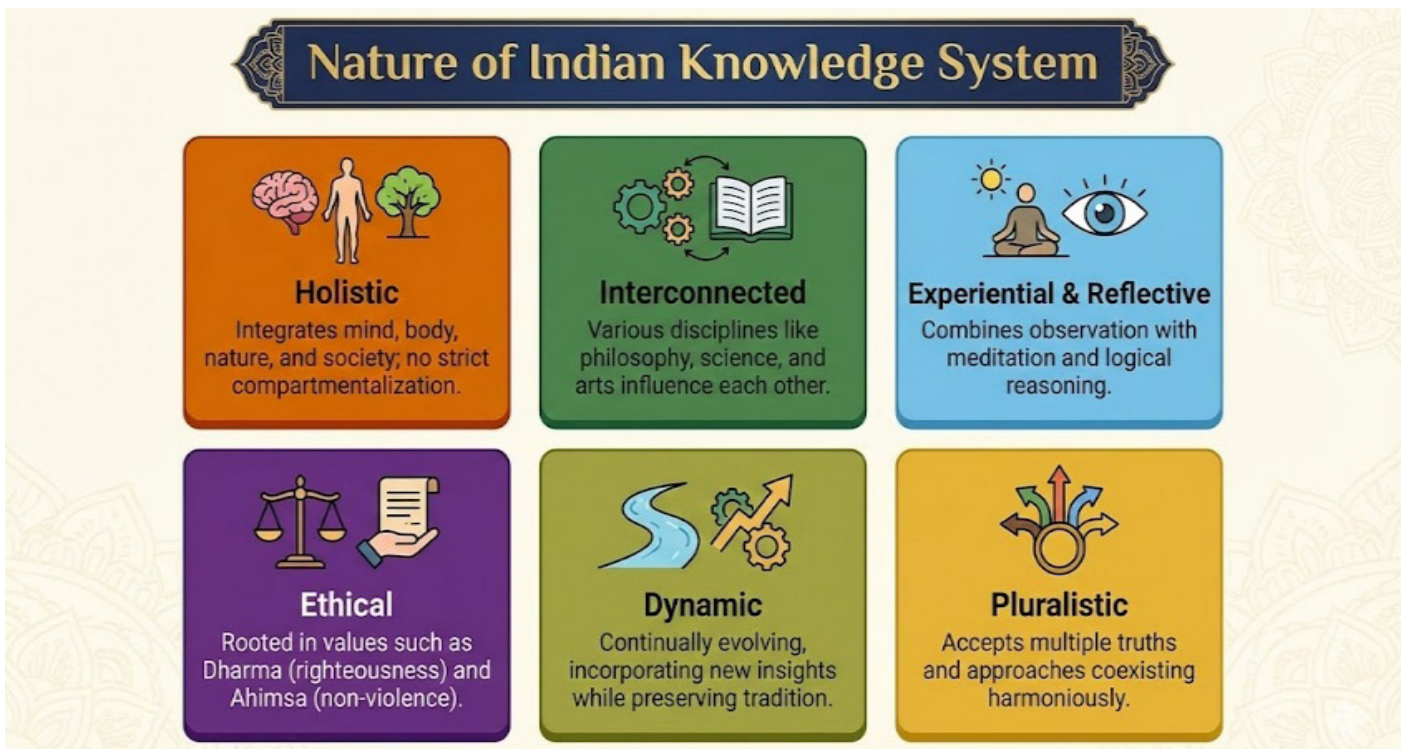 Nature of Indian Knowledge System
Holistic
Integrates mind, body,
nature, and society; no strict
compartmentalization.
Interconnected
Various disciplines like
philosophy, science, and
arts influence each other.
Experiential & Reflective
Combines observation with
meditation and logical
reasoning.
Ethical
Rooted in values such as
Dharma (righteousness) and
Ahimsa (non-violence).
Dynamic
Continually evolving,
incorporating new insights
while preserving tradition.
Pluralistic
Accepts multiple truths
and approaches coexisting
harmoniously.